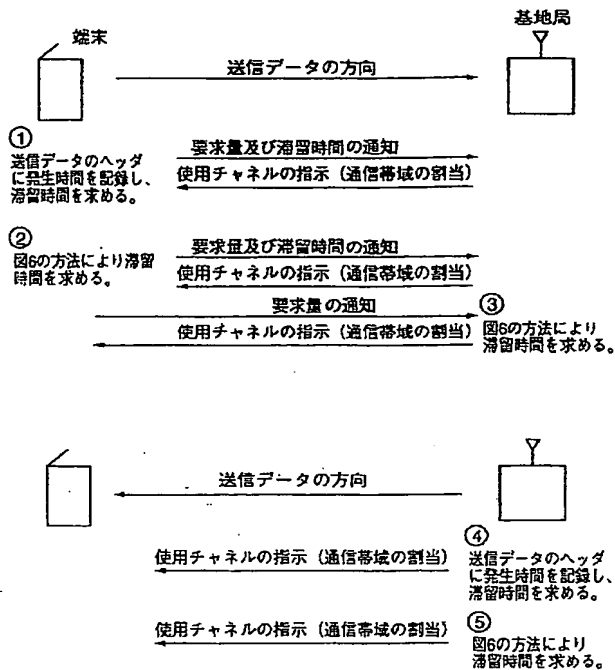 端末
基地局
送信データの方向
①
送信データのヘッダ
に発生時間を記録し、
滞留時間を求める。
要求量及び滞留時間の通知
使用チャネルの指示（通信帯域の割当）
②
図6の方法により滞留
時間を求める。
要求量及び滞留時間の通知
使用チャネルの指示（通信帯域の割当）
要求量の通知
使用チャネルの指示（通信帯域の割当）
③
図6の方法により
滞留時間を求める。
送信データの方向
使用チャネルの指示（通信帯域の割当）
④
送信データのヘッダ
に発生時間を記録し、
滞留時間を求める。
使用チャネルの指示（通信帯域の割当）
⑤
図6の方法により
滞留時間を求める。